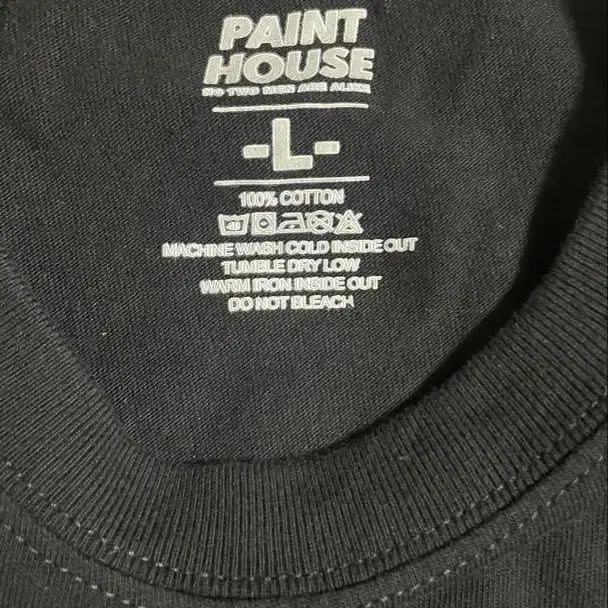 PAINT
HOUSE
NO TWO MEN ARE ALIKE
-L-
100% COTTON
MACHINE WASH COLD INSIDE OUT
TUMBLE DRY LOW
WARM IRON INSIDE OUT
DO NOT BLEACH